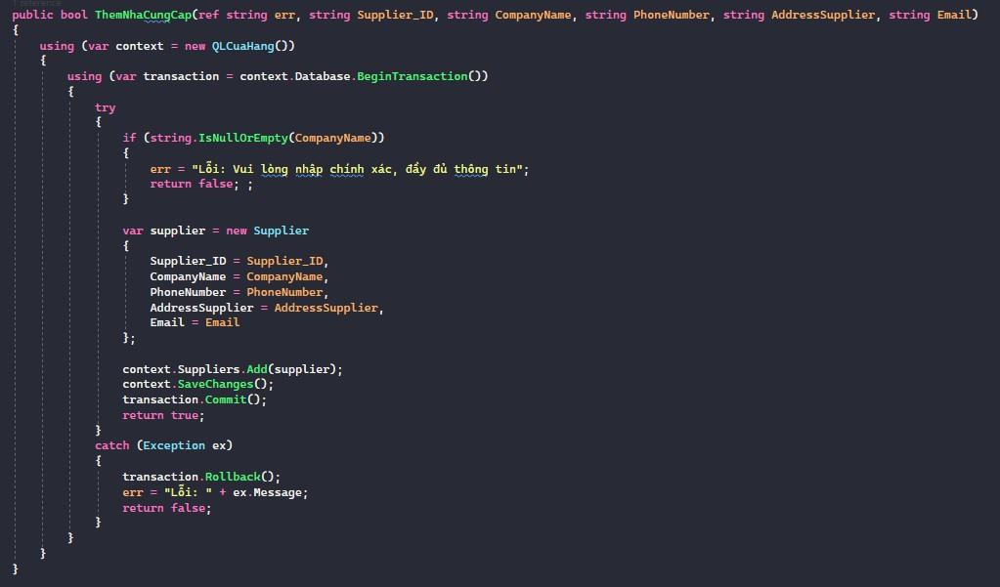 1 reference
public bool ThemNhaCungCap(ref string err, string Supplier_ID, string CompanyName, string PhoneNumber, string AddressSupplier, string Email)
{
using (var context = new QLCuaHang())
{
using (var transaction = context.Database.BeginTransaction())
{
try
{
if (string.IsNullOrEmpty(CompanyName))
{
err = "Lỗi: Vui lòng nhập chính xác, đầy đủ thông tin";
return false; ;
}
var supplier = new Supplier
{
Supplier_ID = Supplier_ID,
CompanyName = CompanyName,
PhoneNumber = PhoneNumber,
AddressSupplier = AddressSupplier,
Email = Email
};
context.Suppliers.Add(supplier);
context.SaveChanges();
transaction.Commit();
return true;
}
catch (Exception ex)
{
transaction.Rollback();
err = "Lỗi: " + ex.Message;
return false;
}
}
}
}